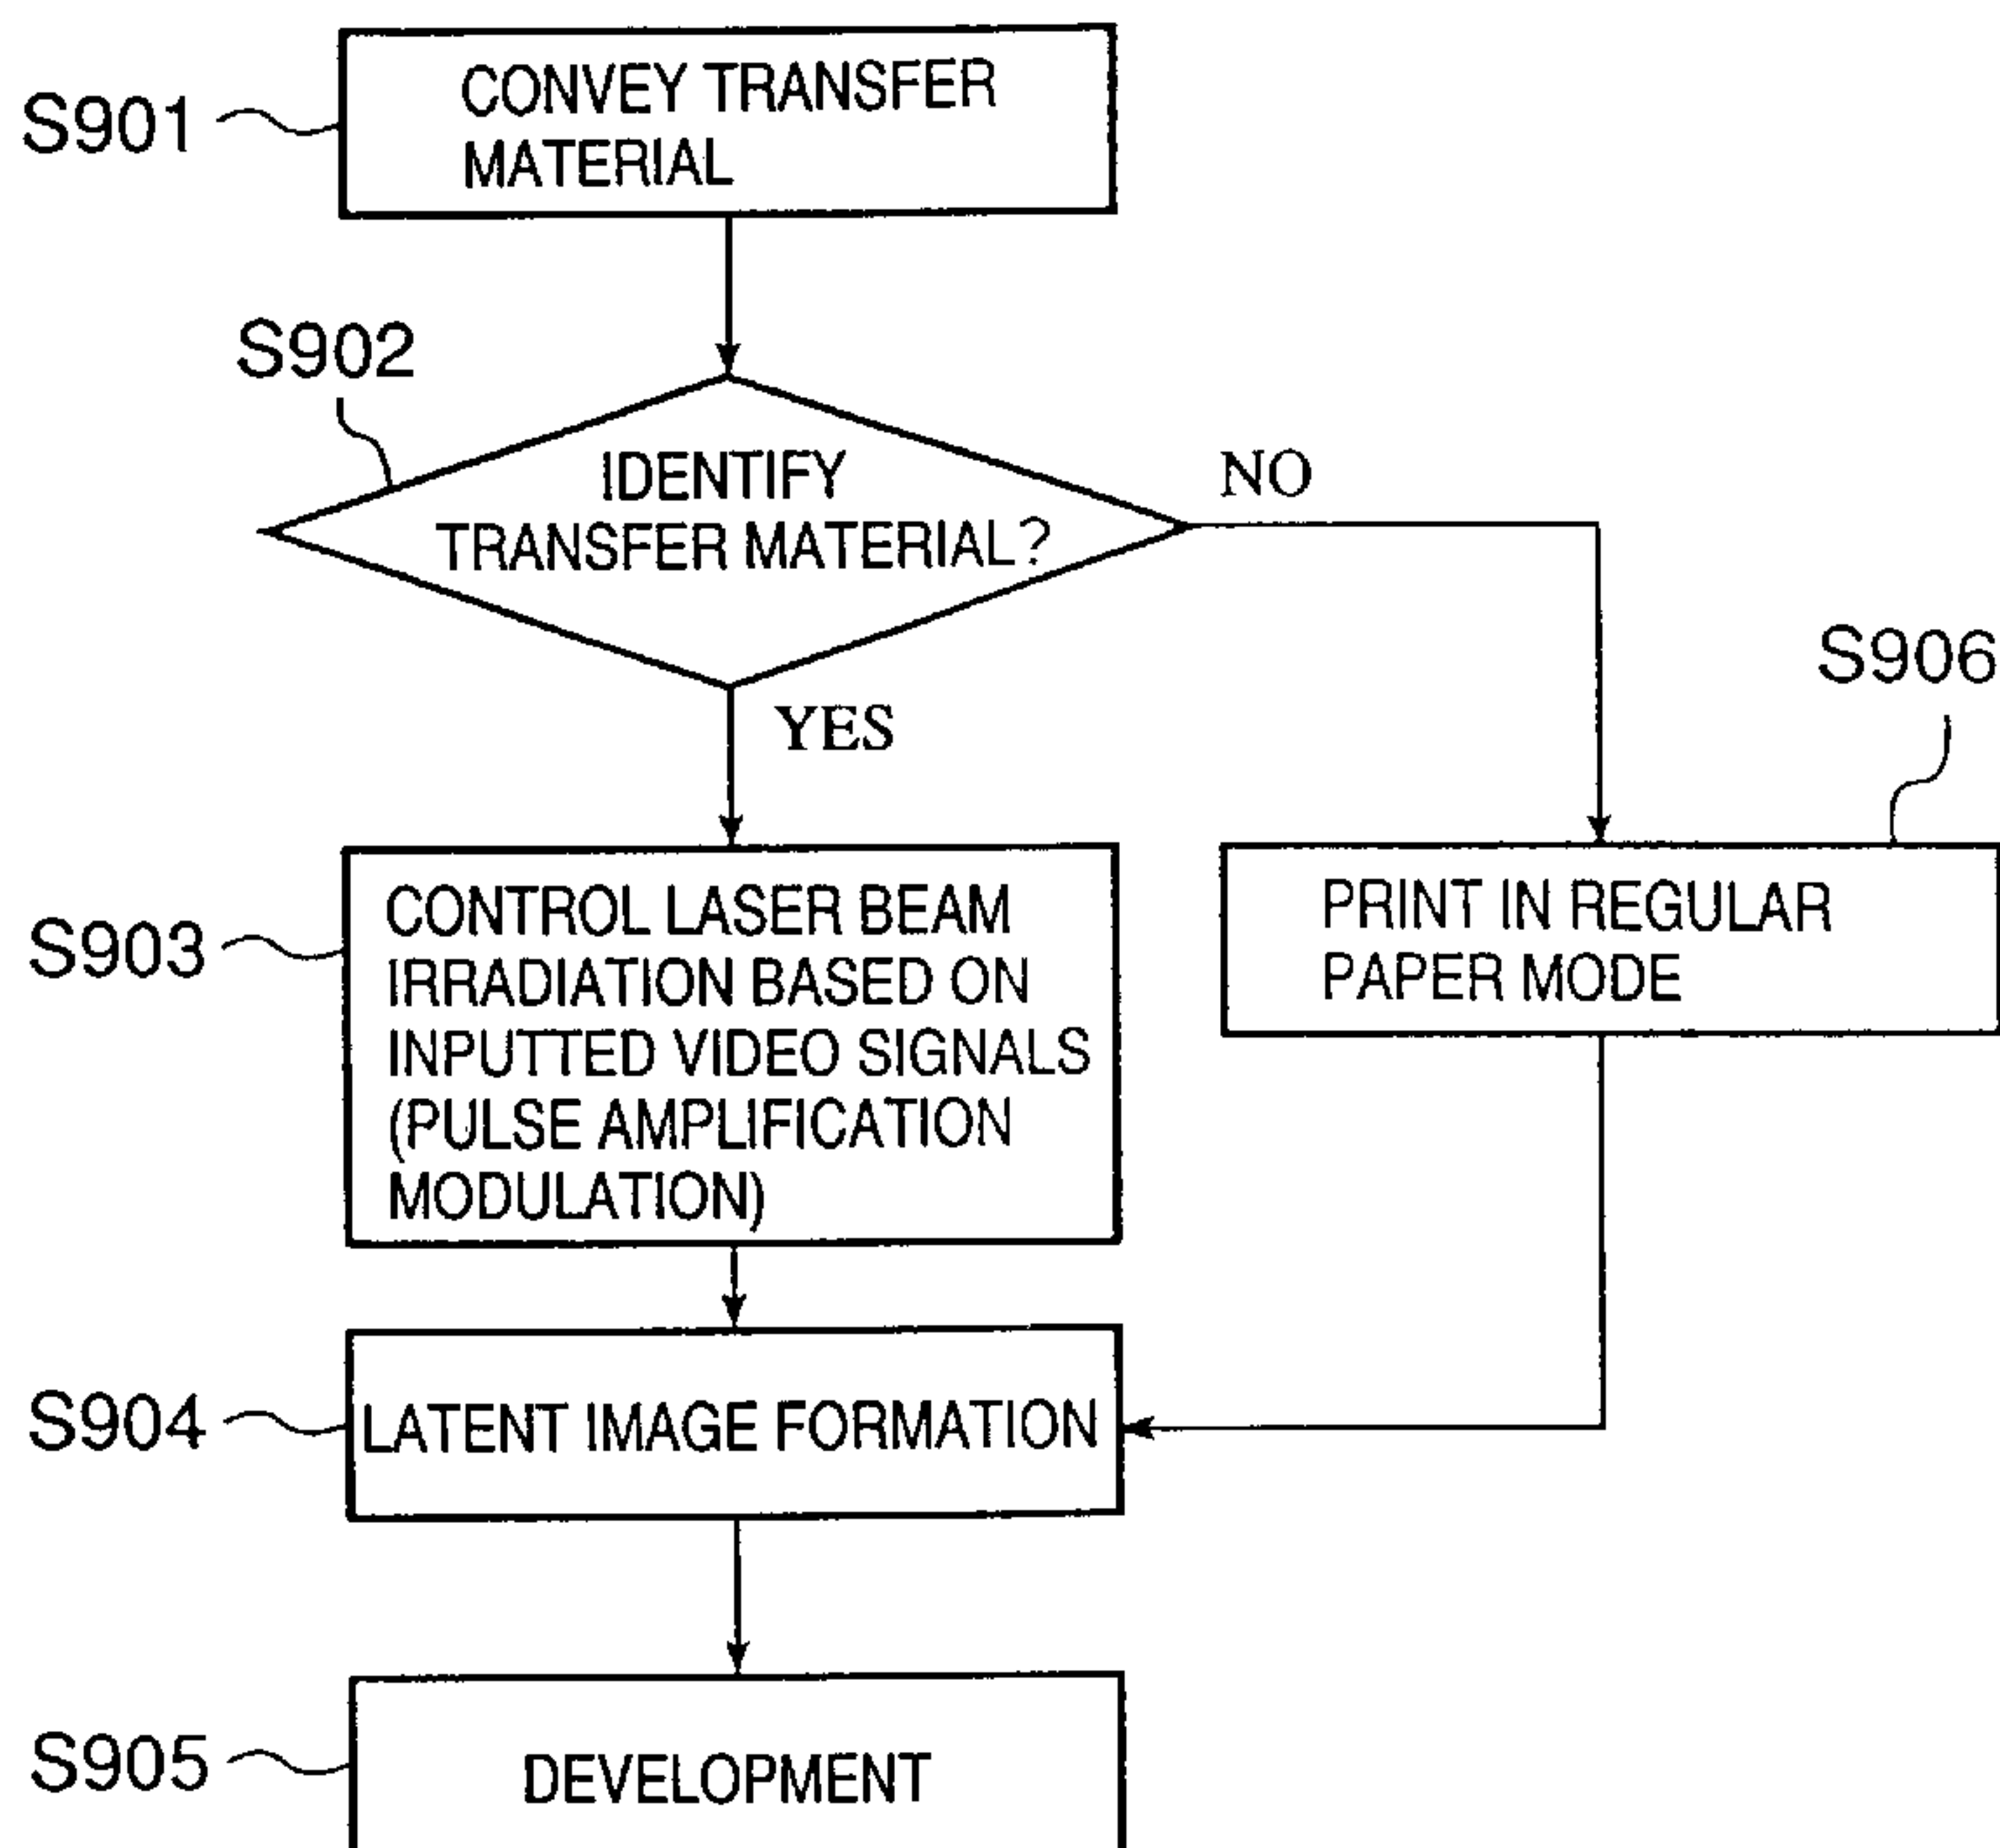 S901
CONVEY TRANSFER
MATERIAL
S902
IDENTIFY
TRANSFER MATERIAL?
NO
YES
S906
S903
CONTROL LASER BEAM
IRRADIATION BASED ON
INPUTTED VIDEO SIGNALS
(PULSE AMPLIFICATION
MODULATION)
PRINT IN REGULAR
PAPER MODE
S904
LATENT IMAGE FORMATION
S905
DEVELOPMENT